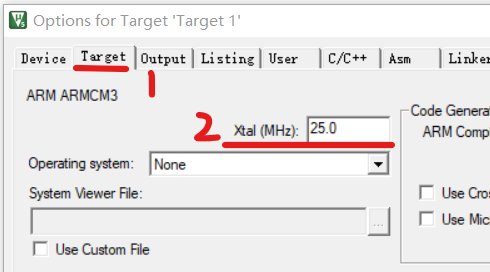 Options for Target 'Target 1'
Device Target Output Listing User C/C++ Asm Linker
1
ARM ARMCM3
2 Xtal (MHz): 25.0
Code Genera
ARM Comp
Operating system: None
System Viewer File:
...
Use Cros
Use Micr
Use Custom File